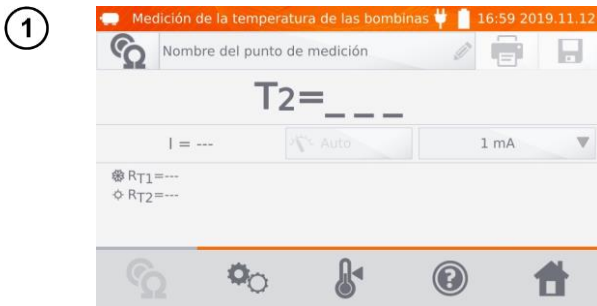 1
Medición de la temperatura de las bombinas 16:59 2019.11.12
Nombre del punto de medición
T2=_ _ _
I = --- Auto 1 mA
RT1=---
RT2=---